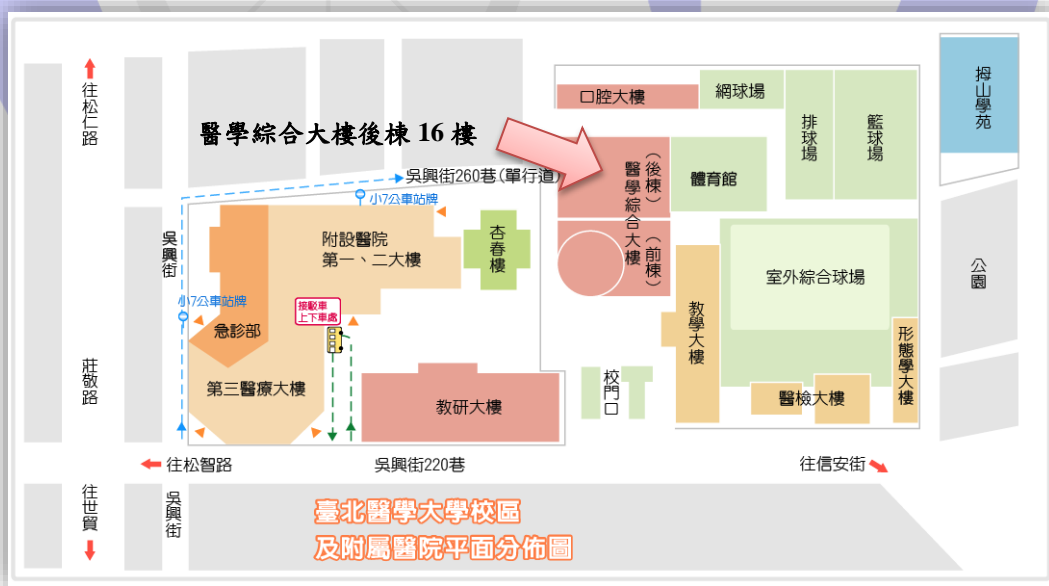 往松仁路
醫學綜合大樓後棟 16 樓
口腔大樓
網球場
排球場
籃球場
拇山學苑
吳興街260巷(單行道)
小7公車站牌
（後棟）
醫學綜合大樓
（前棟）
體育館
吳興街
附設醫院
第一、二大樓
杏春樓
室外綜合球場
公園
小7公車站牌
接駁車
上下車處
急診部
教學大樓
形態學大樓
莊敬路
第三醫療大樓
教研大樓
校門口
醫檢大樓
往松智路
吳興街220巷
往信安街
往世貿
吳興街
臺北醫學大學校區
及附屬醫院平面分佈圖